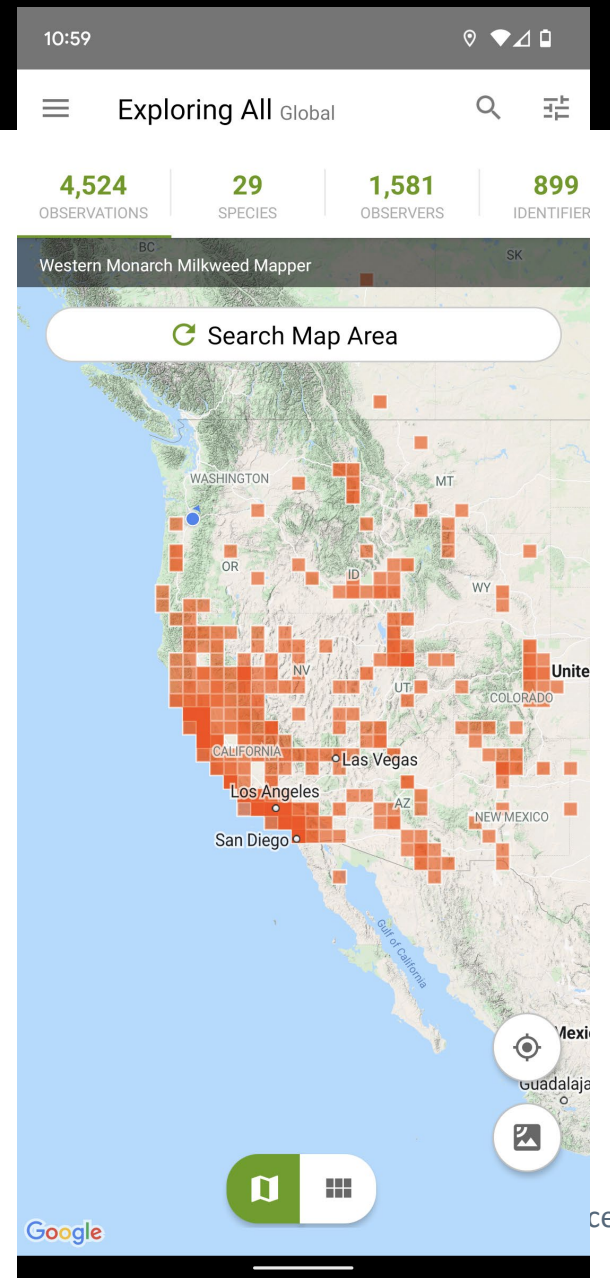 10:59
Exploring All Global
4,524
OBSERVATIONS
29
SPECIES
1,581
OBSERVERS
899
IDENTIFIER
BC
SK
Western Monarch Milkweed Mapper
Search Map Area
WASHINGTON
MT
OR
ID
WY
NV
UT
Unite
COLORADO
CALIFORNIA
Las Vegas
Los Angeles
AZ
NEW MEXICO
San Diego
Gulf of California
Mexi
Guadalaja
Google
ce